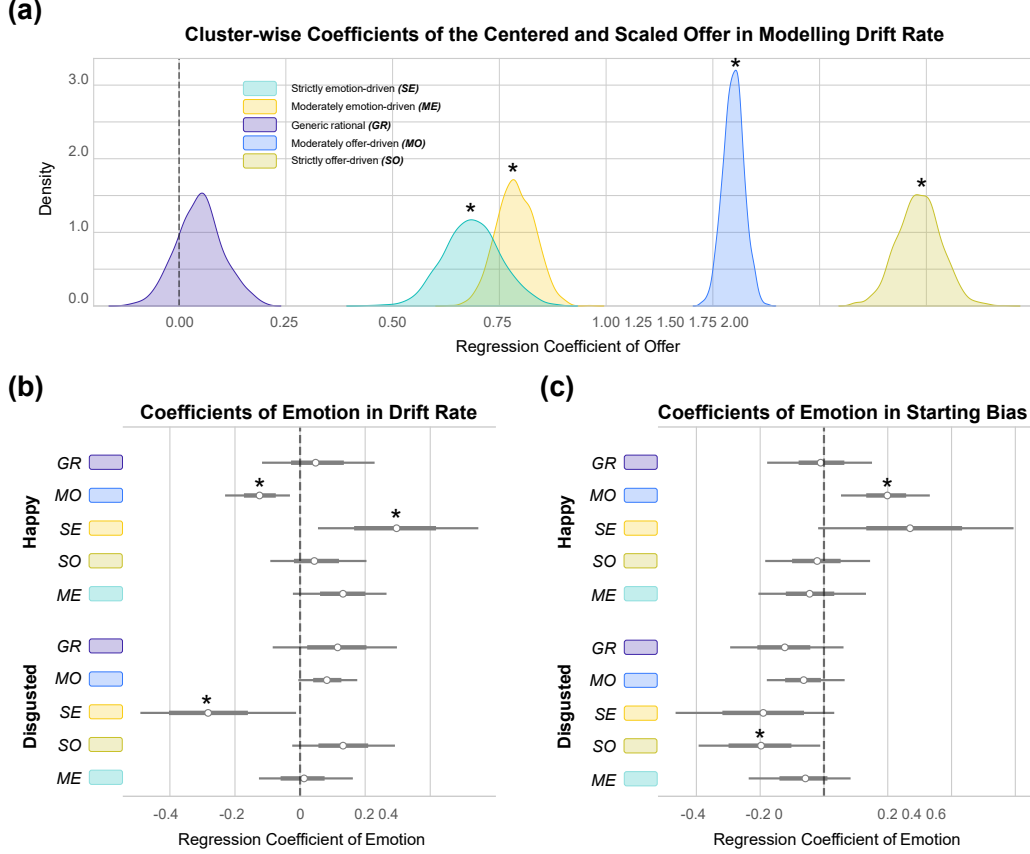 (a)
Cluster-wise Coefficients of the Centered and Scaled Offer in Modelling Drift Rate
*
3.0
Strictly emotion-driven (SE)
Moderately emotion-driven (ME)
Generic rational (GR)
Moderately offer-driven (MO)
Strictly offer-driven (SO)
Density
2.0
*
*
*
1.0
0.0
0.00 0.25 0.50 0.75 1.00 1.25 1.50 1.75 2.00
Regression Coefficient of Offer
(b)
Coefficients of Emotion in Drift Rate
Happy
GR
MO *
SE *
SO
ME
Disgusted
GR
MO
SE *
SO
ME
-0.4 -0.2 0 0.2 0.4
Regression Coefficient of Emotion
(c)
Coefficients of Emotion in Starting Bias
Happy
GR
MO *
SE
SO
ME
Disgusted
GR
MO
SE
SO *
ME
-0.4 -0.2 0 0.2 0.4 0.6
Regression Coefficient of Emotion